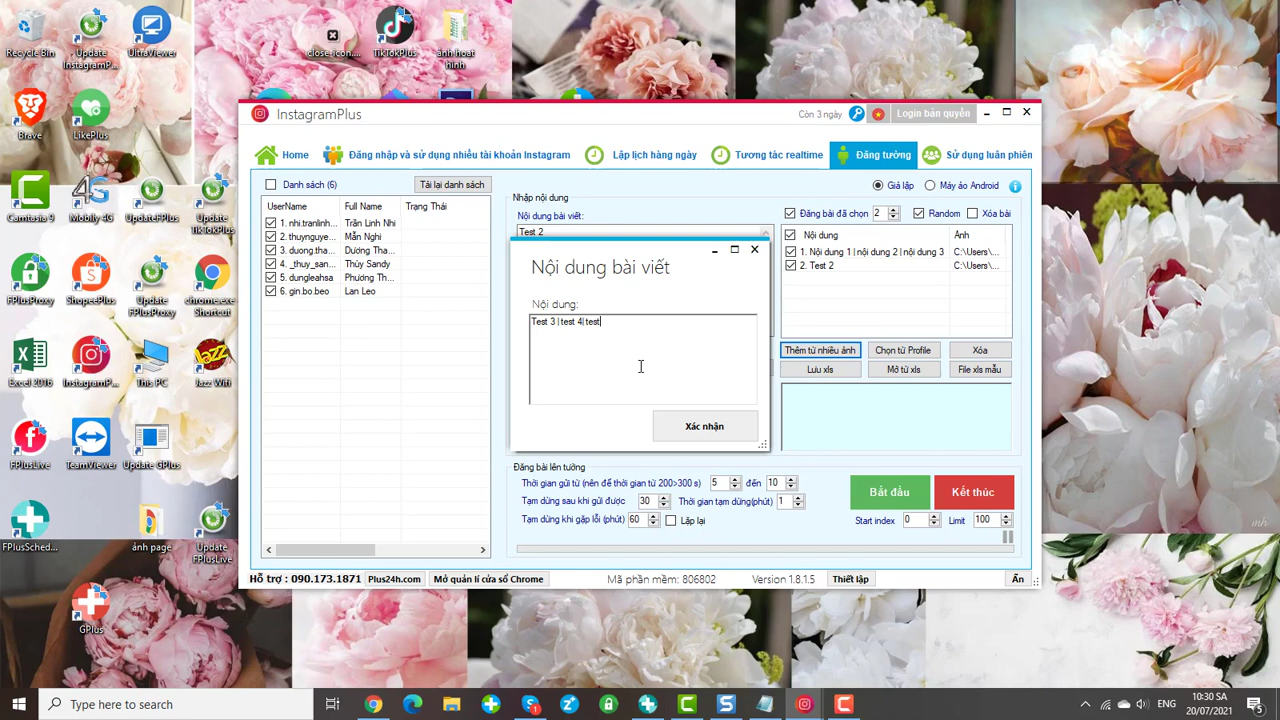 Recycle Bin
Update InstagramP...
UltraViewer
close-icon....
TikTokPlus
ảnh hoạt hình
Brave
LikePlus
Camtasia 9
Mobily 4G
UpdateFPlus
Update TikTokPlus
FPlusProxy
ShopeePlus
Update FPlusProxy
chrome.exe - Shortcut
Excel 2016
InstagramP...
This PC
Jazz Wifi
FPlusLive
TeamViewer
Update GPlus
FPlusSched...
ảnh page
Update FPlusLive
GPlus
InstagramPlus
Còn 3 ngày
Login bản quyền
Home
Đăng nhập và sử dụng nhiều tài khoản Instagram
Lập lịch hàng ngày
Tương tác realtime
Đăng tường
Sử dụng luân phiên
Danh sách (6)
Tải lại danh sách
UserName Full Name Trạng Thái
1. nhi.tranlinh... Trần Linh Nhi
2. thuynguye... Mẫn Nghi
3. duong.tha... Dương Tha...
4. _thuy_san... Thùy Sandy
5. dungleahsa Phương Th...
6. gin.bo.beo Lan Leo
Giả lập
Máy ảo Android
Nhập nội dung
Nội dung bài viết:
Test 2
Đăng bài đã chọn 2
Random
Xóa bài
Nội dung Ảnh
1. Nội dung 1 | nội dung 2 | nội dung 3 C:\Users\...
2. Test 2 C:\Users\...
Nội dung bài viết
Nội dung:
Test 3 | test 4| test
Xác nhận
Thêm từ nhiều ảnh
Chọn từ Profile
Xóa
Lưu xls
Mở từ xls
File xls mẫu
Đăng bài lên tường
Thời gian gửi từ (nên để thời gian từ 200>300 s) 5 đến 10
Tạm dừng sau khi gửi được 30 Thời gian tạm dừng(phút) 1
Tạm dừng khi gặp lỗi (phút) 60 Lặp lại
Bắt đầu
Kết thúc
Start index 0 Limit 100
Hỗ trợ : 090.173.1871
Plus24h.com
Mở quản lí cửa sổ Chrome
Mã phần mềm: 806802
Version 1.8.1.5
Thiết lập
Ẩn
mh
Type here to search
ENG
10:30 SA
20/07/2021
5